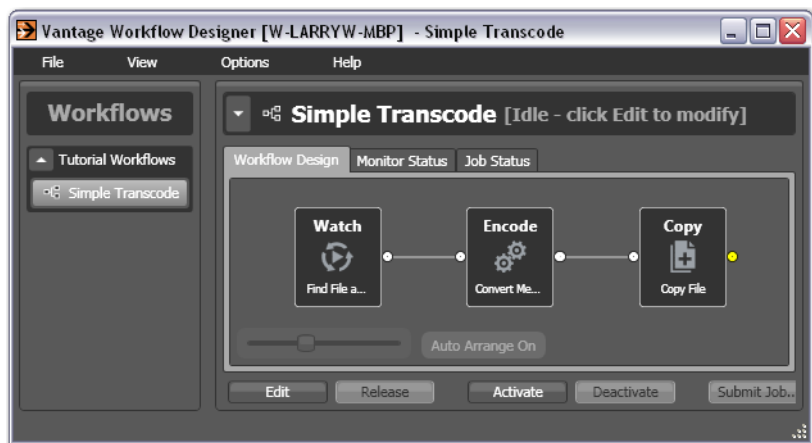 Vantage Workflow Designer [W-LARRYW-MBP] - Simple Transcode
File View Options Help
Workflows
Tutorial Workflows
Simple Transcode
Simple Transcode [Idle - click Edit to modify]
Workflow Design Monitor Status Job Status
Watch Encode Copy
Find File a... Convert Me... Copy File
Auto Arrange On
Edit Release Activate Deactivate Submit Job..